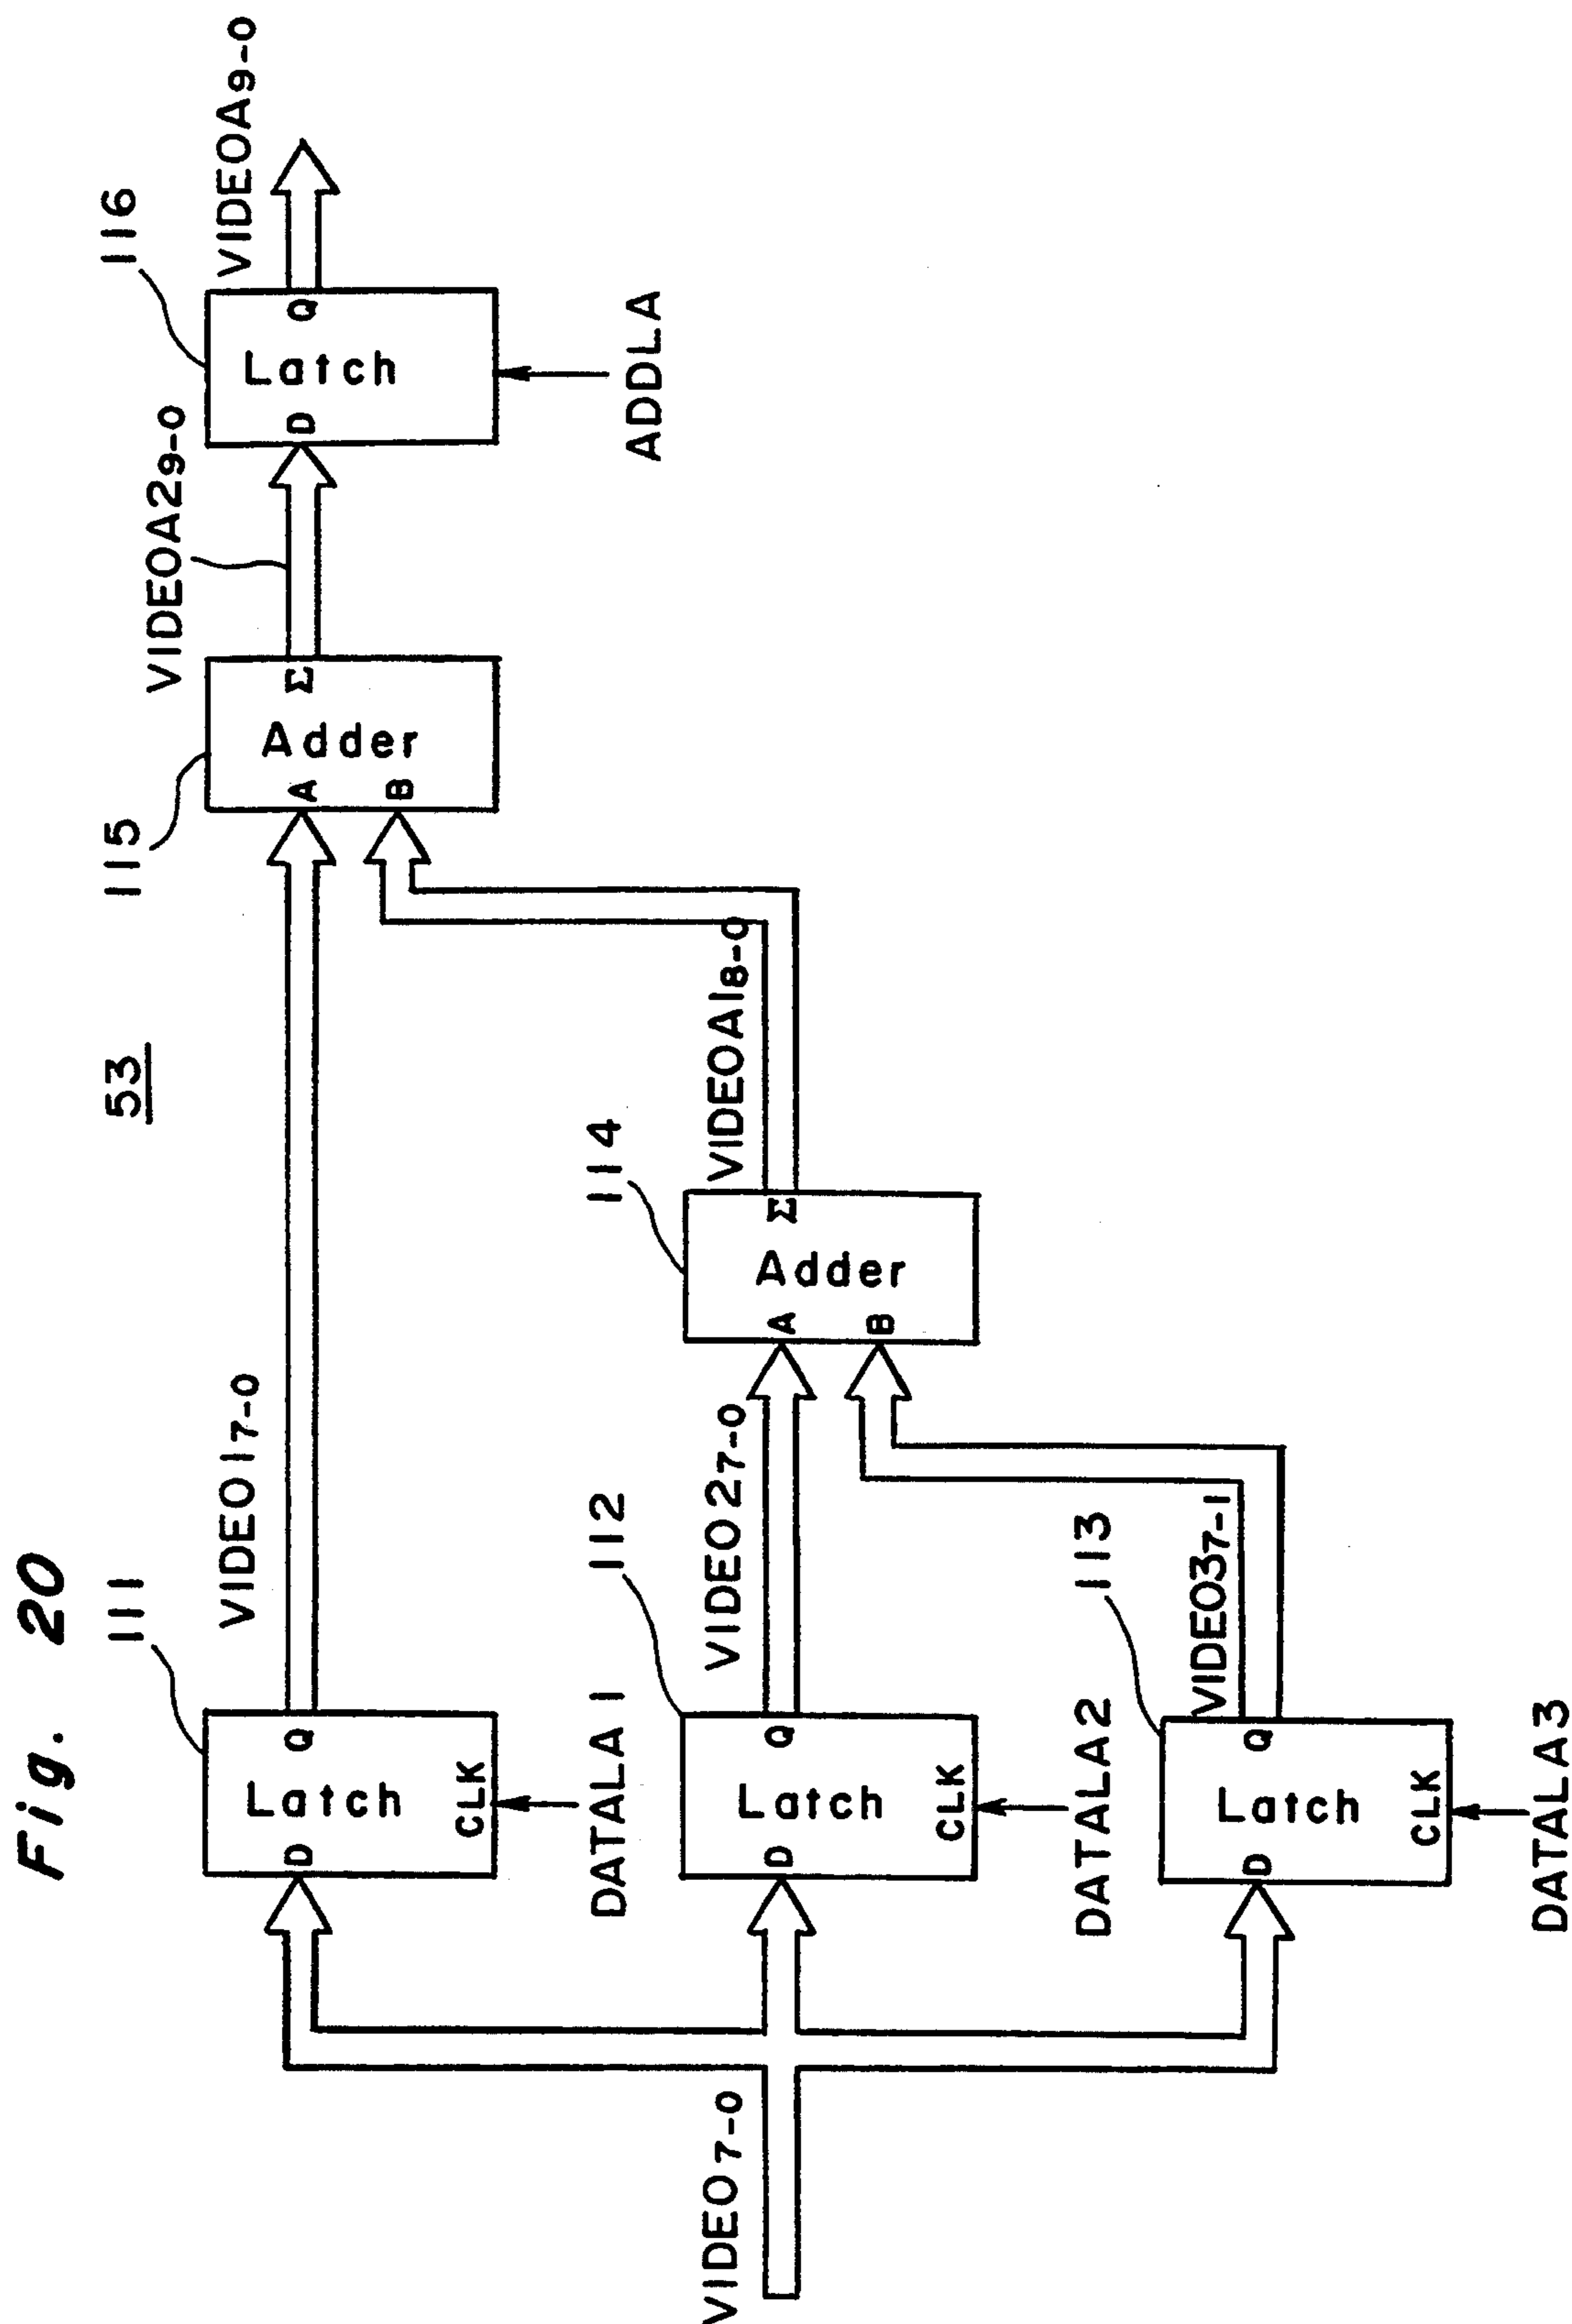 Fig. 20
53
VIDEO7-0
111
D Latch Q
CLK
DATALA1
VIDEO17-0
112
D Latch Q
CLK
DATALA2
VIDEO27-0
113
D Latch Q
CLK
DATALA3
VIDEO37-1
114
A Adder Σ
B
VIDEOA18-0
115
A Adder Σ
B
VIDEOA29-0
116
D Latch Q
ADDLA
VIDEOA9-0